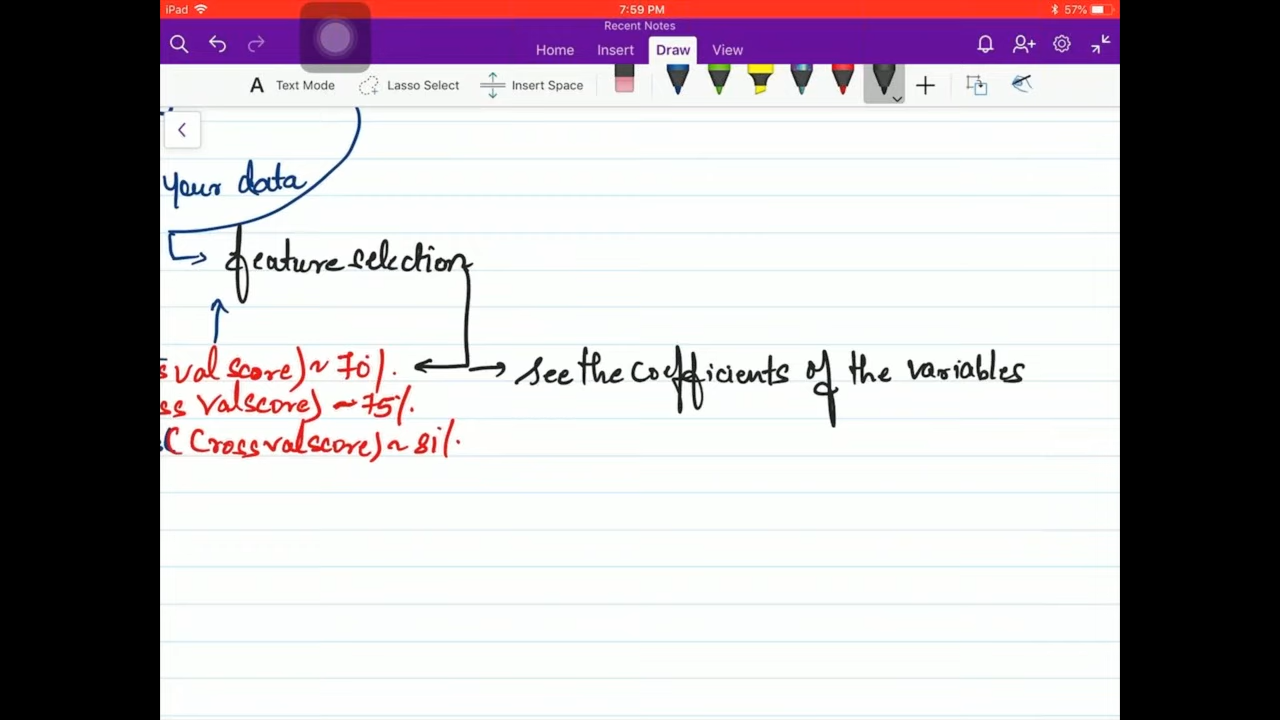 iPad 7:59 PM 57%
Recent Notes
Home Insert Draw View
A Text Mode Lasso Select Insert Space
your data
feature selection
val score) ~ 70%.
ss Valscore) ~ 75%.
( Crossvalscore) ~ 81%.
see the coefficients of the variables